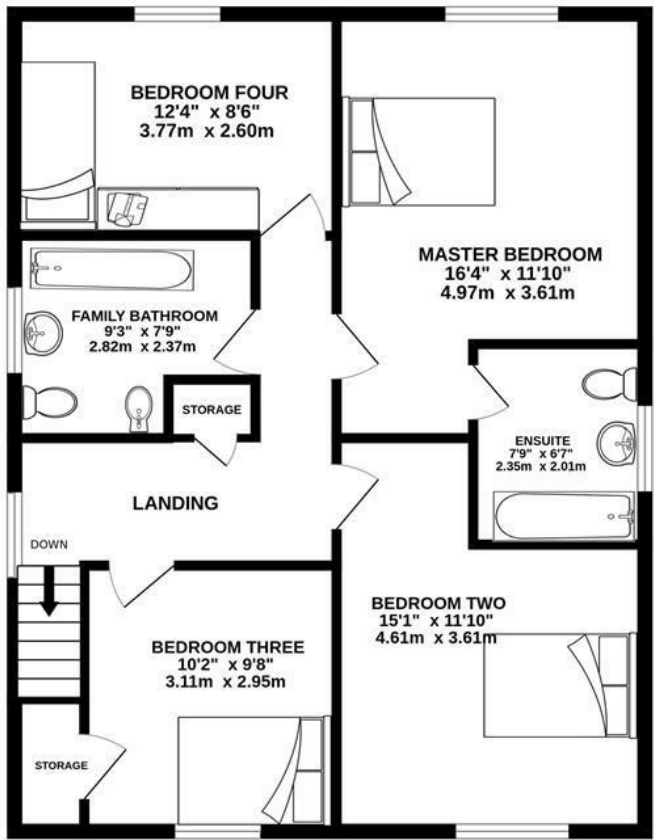 BEDROOM FOUR
12'4" x 8'6"
3.77m x 2.60m
MASTER BEDROOM
16'4" x 11'10"
4.97m x 3.61m
FAMILY BATHROOM
9'3" x 7'9"
2.82m x 2.37m
STORAGE
ENSUITE
7'9" x 6'7"
2.35m x 2.01m
LANDING
DOWN
BEDROOM TWO
15'1" x 11'10"
4.61m x 3.61m
BEDROOM THREE
10'2" x 9'8"
3.11m x 2.95m
STORAGE